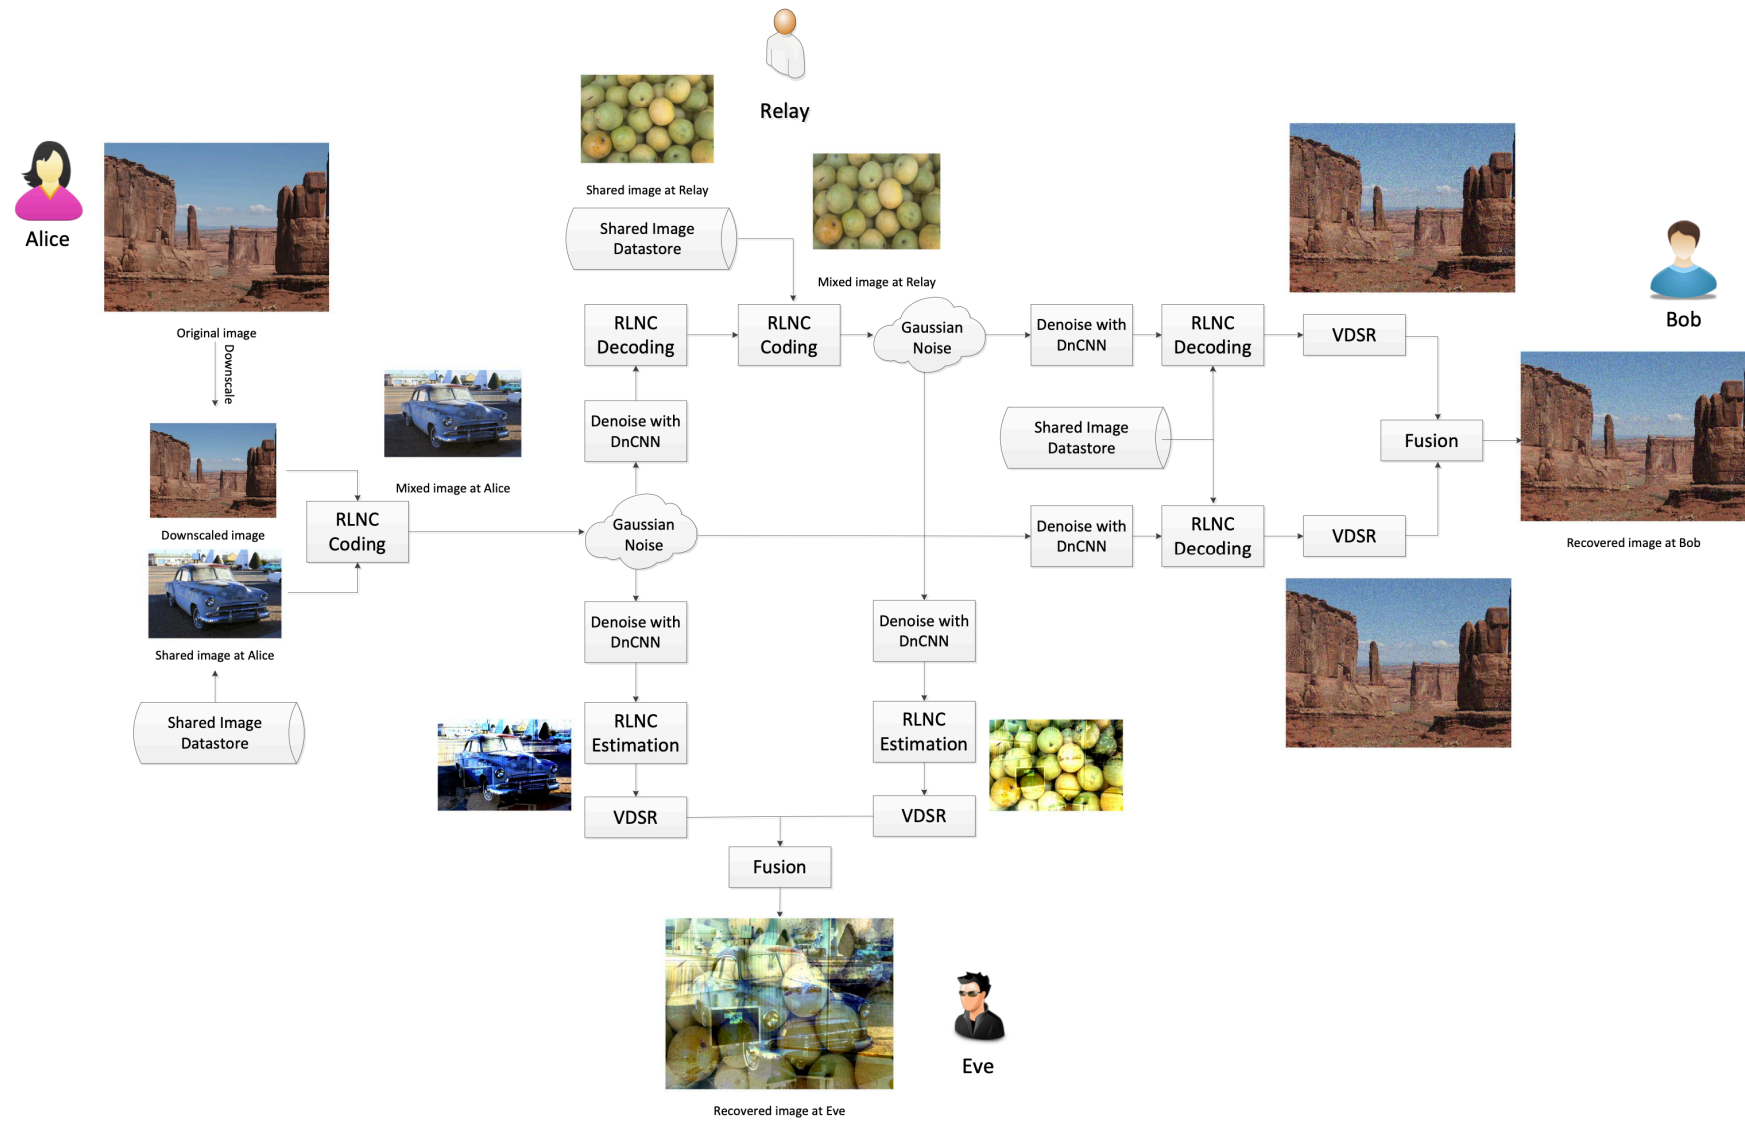 Relay
Alice
Original image
Downscale
Downscaled image
Shared image at Alice
Shared Image
Datastore
RLNC
Coding
Mixed image at Alice
Shared image at Relay
Shared Image
Datastore
Mixed image at Relay
RLNC
Decoding
RLNC
Coding
Gaussian
Noise
Denoise with
DnCNN
Gaussian
Noise
Denoise with
DnCNN
RLNC
Decoding
VDSR
Shared Image
Datastore
Denoise with
DnCNN
RLNC
Decoding
VDSR
Fusion
Bob
Recovered image at Bob
Denoise with
DnCNN
RLNC
Estimation
VDSR
Denoise with
DnCNN
RLNC
Estimation
VDSR
Fusion
Recovered image at Eve
Eve